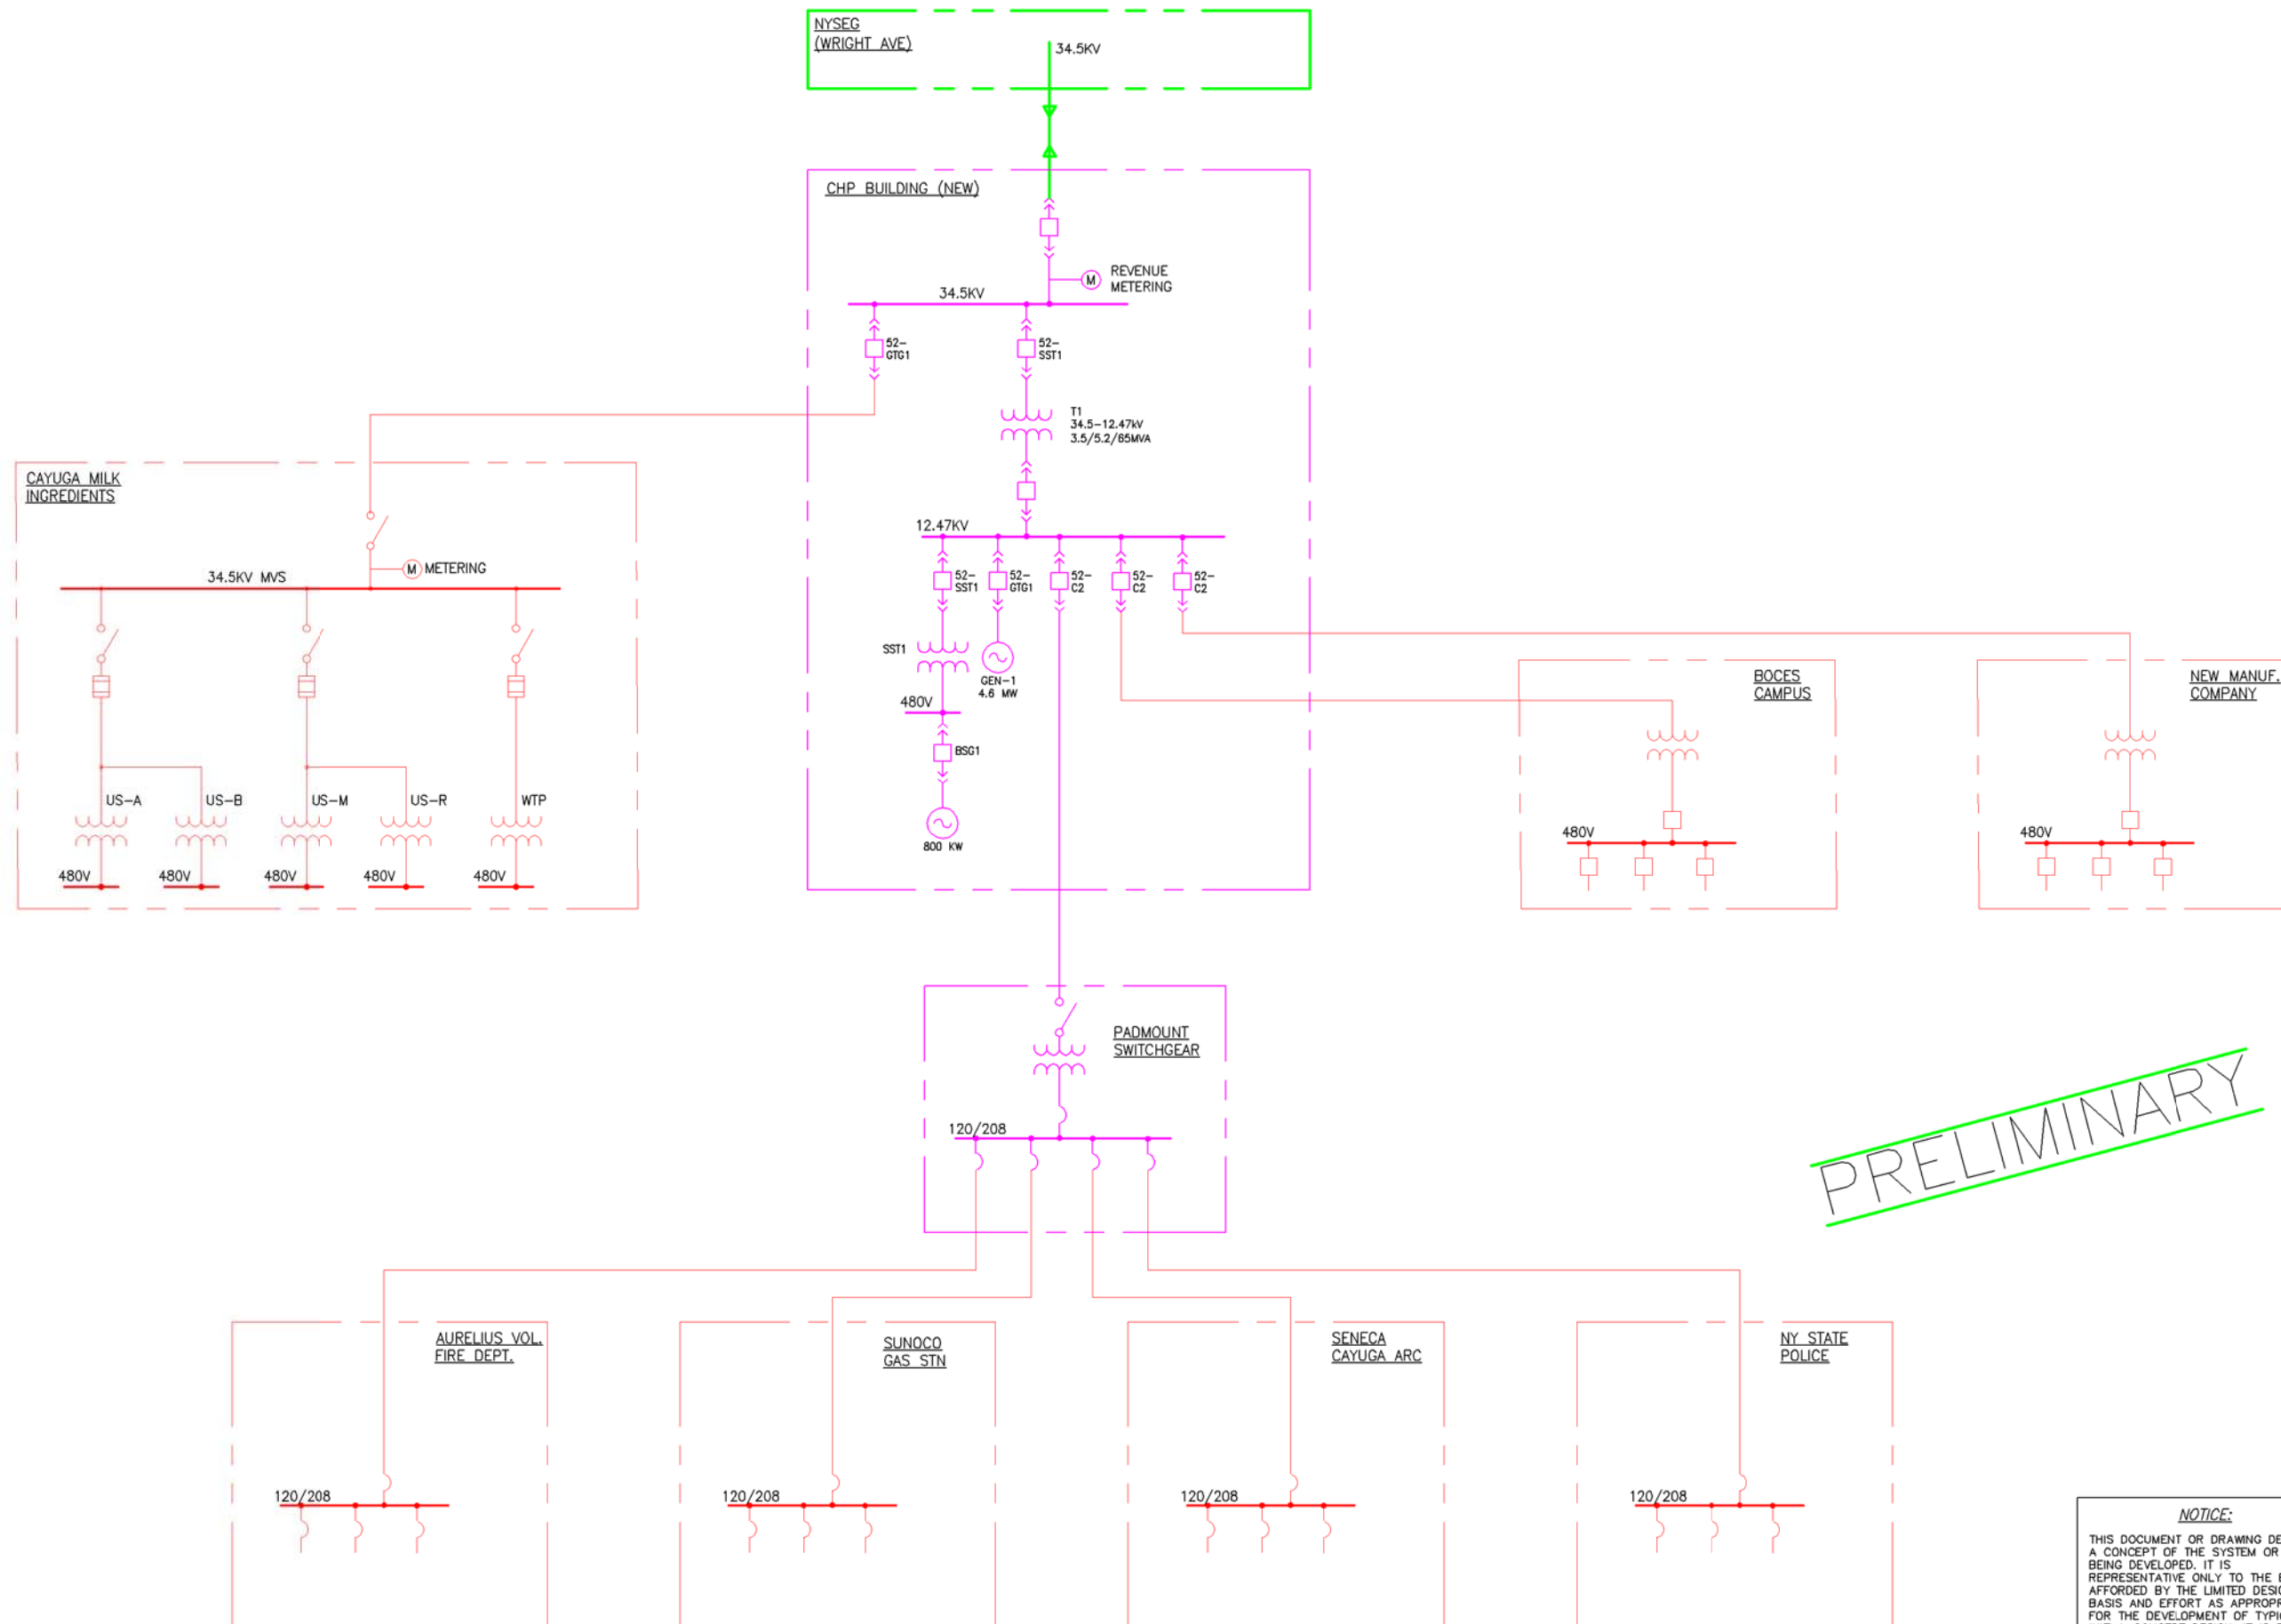 NYSEG
(WRIGHT AVE)
34.5KV
CHP BUILDING (NEW)
M
REVENUE
METERING
34.5KV
52-
GTG1
52-
SST1
T1
34.5-12.47kV
3.5/5.2/65MVA
CAYUGA MILK
INGREDIENTS
M METERING
34.5KV MVS
US-A
US-B
US-M
US-R
WTP
480V
480V
480V
480V
480V
12.47KV
52-
SST1
52-
GTG1
52-
C2
52-
C2
52-
C2
SST1
GEN-1
4.6 MW
480V
BSG1
800 KW
BOCES
CAMPUS
480V
NEW MANUF.
COMPANY
480V
PADMOUNT
SWITCHGEAR
120/208
PRELIMINARY
AURELIUS VOL.
FIRE DEPT.
120/208
SUNOCO
GAS STN
120/208
SENECA
CAYUGA ARC
120/208
NY STATE
POLICE
120/208
NOTICE:
THIS DOCUMENT OR DRAWING
A CONCEPT OF THE SYSTEM OR
BEING DEVELOPED. IT IS
REPRESENTATIVE ONLY TO THE
AFFORDED BY THE LIMITED
BASIS AND EFFORT AS
FOR THE DEVELOPMENT OF